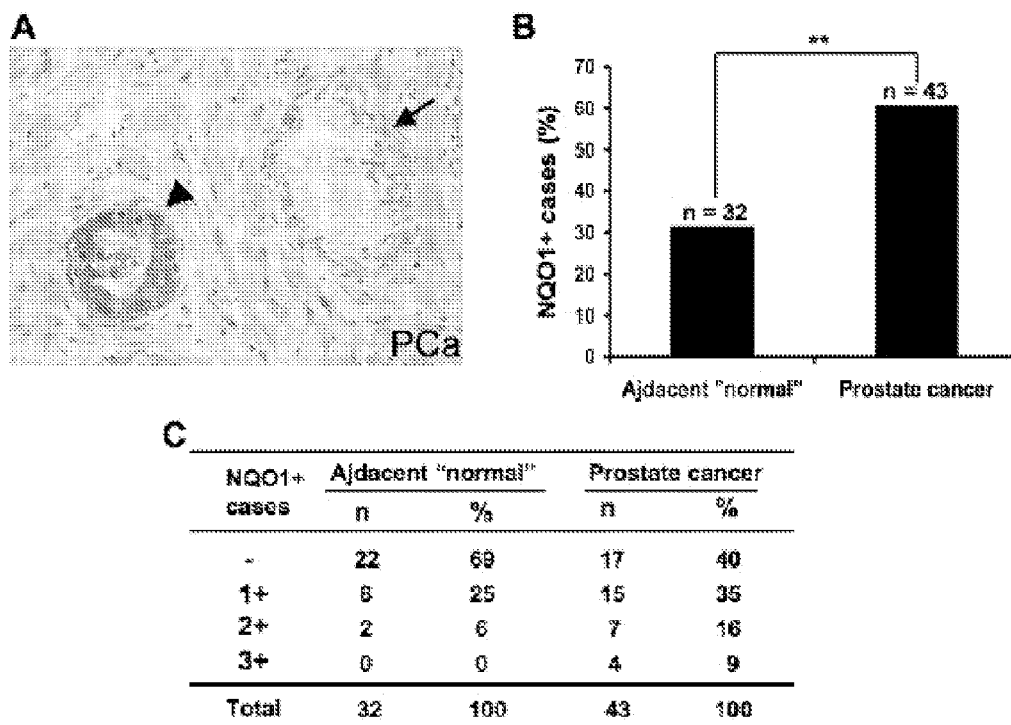 A
PCa
B
**
70
60
50
40
30
20
10
0
NQO1+ cases (%)
n = 32
n = 43
Ajdacent "normal"
Prostate cancer
C
NQO1+ cases
Ajdacent "normal"
Prostate cancer
n % n %
- 22 69 17 40
1+ 8 25 15 35
2+ 2 6 7 16
3+ 0 0 4 9
Total 32 100 43 100